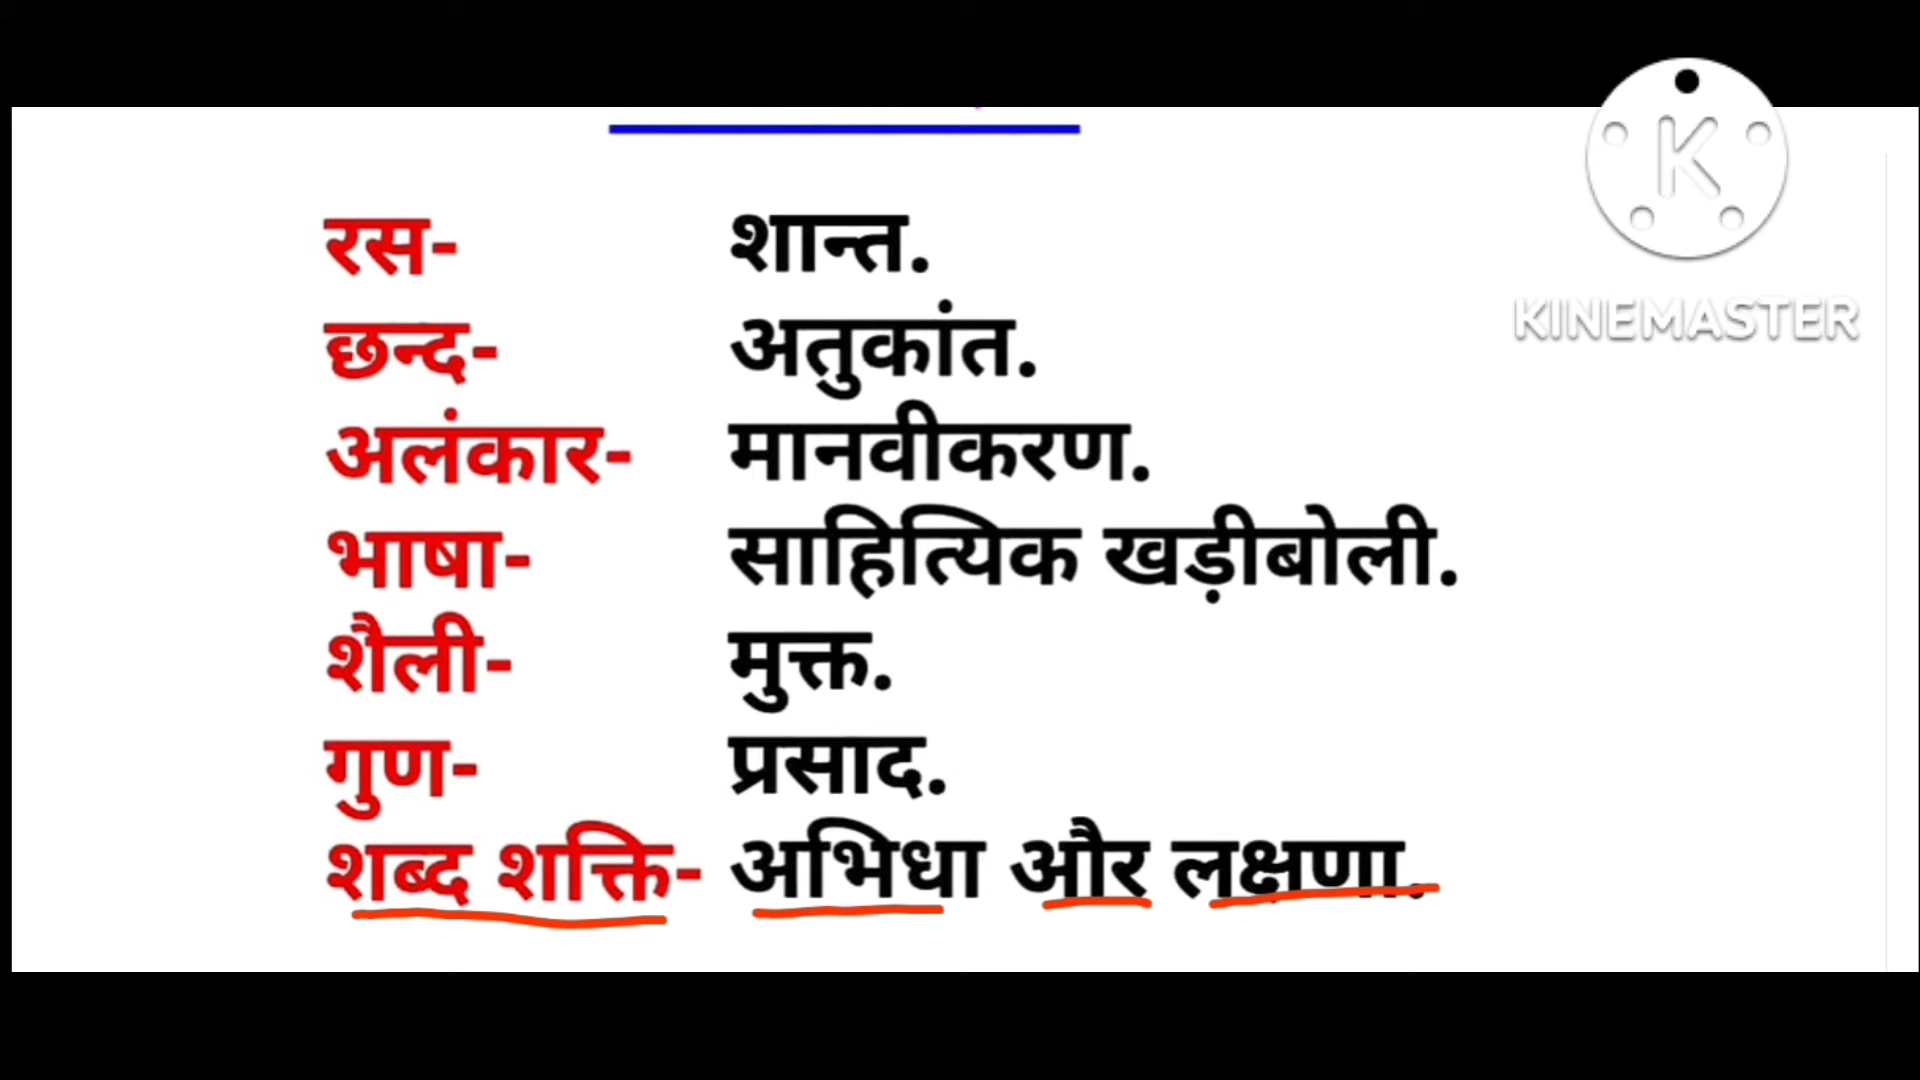 KINEMASTER
रस- शान्त.
छन्द- अतुकांत.
अलंकार- मानवीकरण.
भाषा- साहित्यिक खड़ीबोली.
शैली- मुक्त.
गुण- प्रसाद.
शब्द शक्ति- अभिधा और लक्षणा.